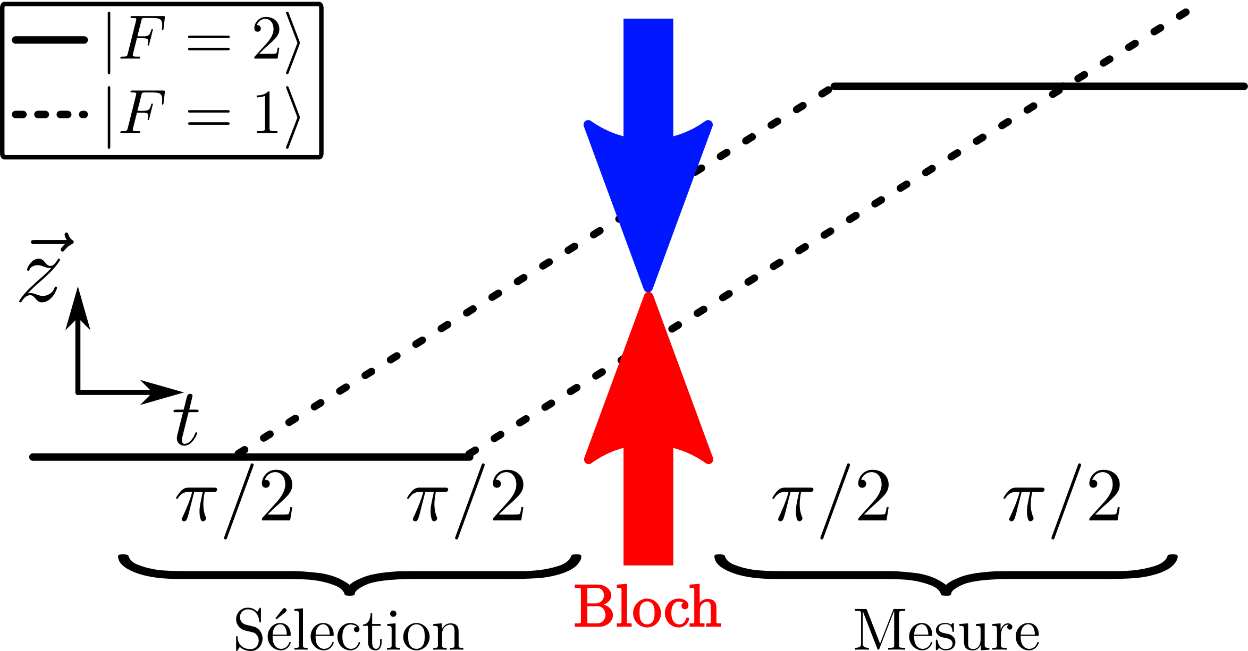 |F = 2⟩
|F = 1⟩
z⃗
t
π/2 π/2 π/2 π/2
Sélection Bloch Mesure